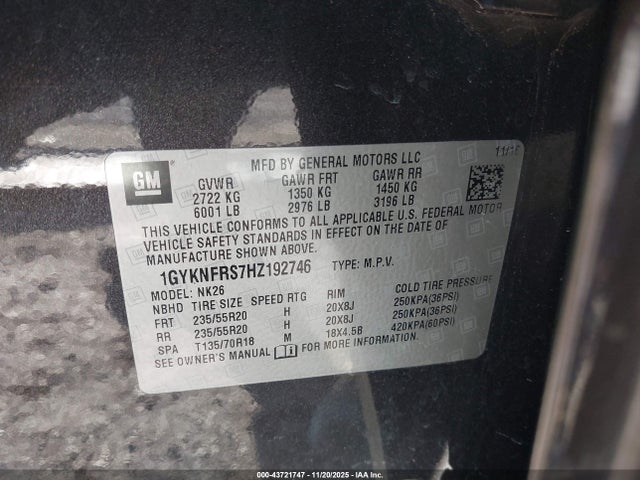 GM
MFD BY GENERAL MOTORS LLC
11/16
GVWR GAWR FRT GAWR RR
2722 KG 1350 KG 1450 KG
6001 LB 2976 LB 3196 LB
THIS VEHICLE CONFORMS TO ALL APPLICABLE U.S. FEDERAL MOTOR
VEHICLE SAFETY STANDARDS IN EFFECT ON THE DATE OF
MANUFACTURE SHOWN ABOVE.
1GYKNFRS7HZ192746 TYPE: M.P.V.
MODEL: NK26
NBHD TIRE SIZE SPEED RTG RIM COLD TIRE PRESSURE
FRT 235/55R20 H 20X8J 250KPA(36PSI)
RR 235/55R20 H 20X8J 250KPA(36PSI)
SPA T135/70R18 M 18X4.5B 420KPA(60PSI)
SEE OWNER'S MANUAL FOR MORE INFORMATION.
000-43721747 - 11/20/2025 - IAA Inc.